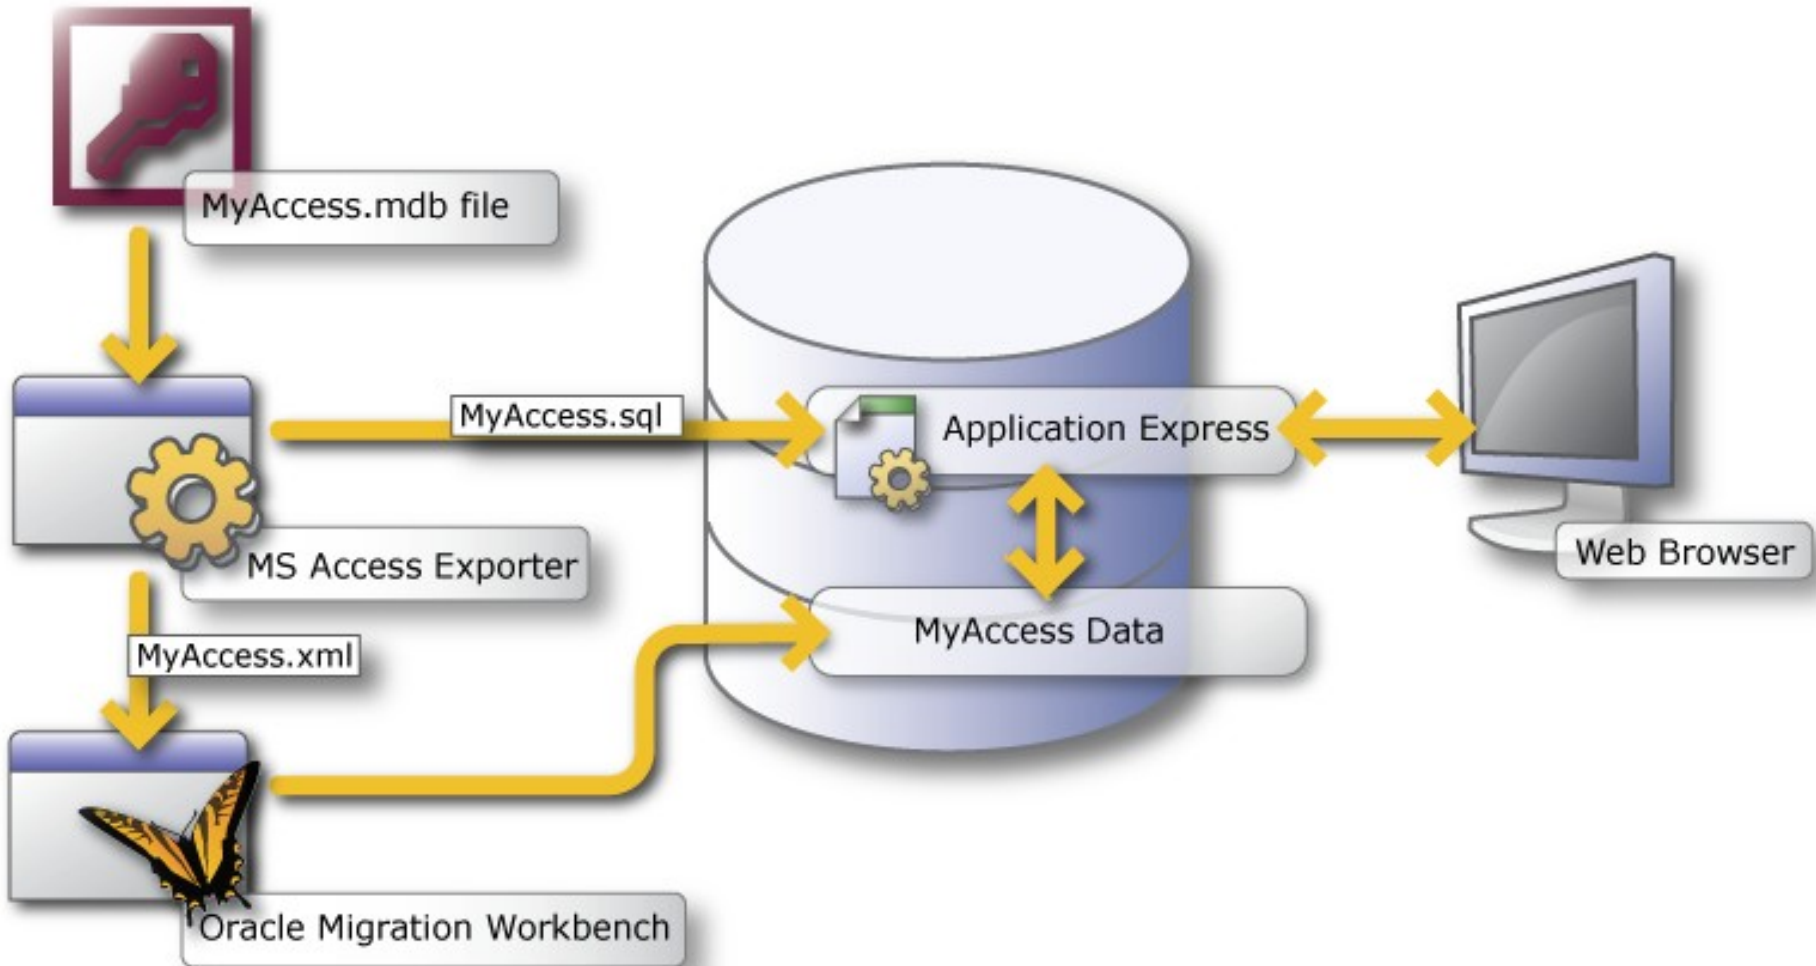 MyAccess.mdb file
MyAccess.sql
Application Express
MS Access Exporter
Web Browser
MyAccess Data
MyAccess.xml
Oracle Migration Workbench